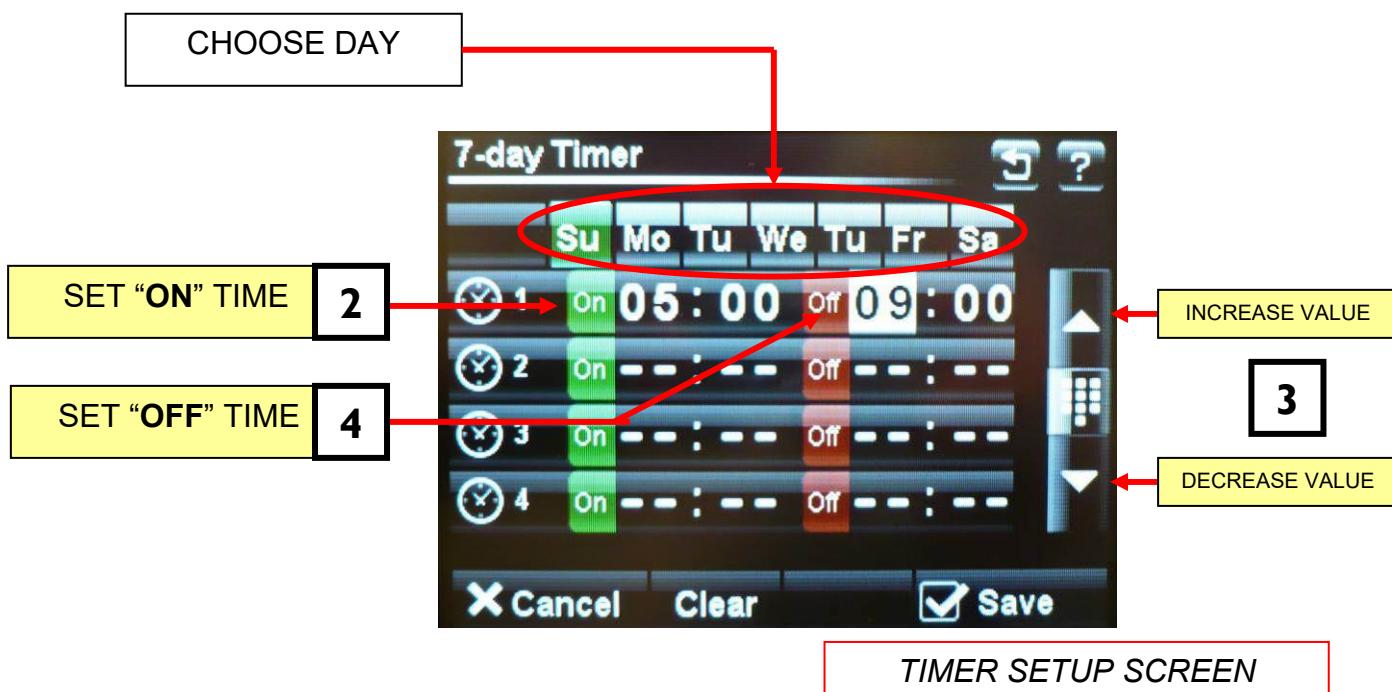 CHOOSE DAY
7-day Timer ?
Su Mo Tu We Tu Fr Sa
SET “ON” TIME 2
1 On 05:00 Off 09:00
INCREASE VALUE
2 On --:-- Off --:--
3
SET “OFF” TIME 4
3 On --:-- Off --:--
DECREASE VALUE
4 On --:-- Off --:--
Cancel Clear Save
TIMER SETUP SCREEN